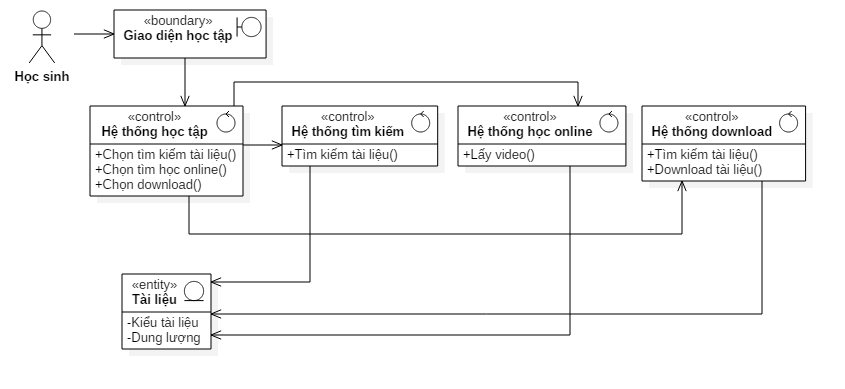 «boundary»
Giao diện học tập
Học sinh
«control»
Hệ thống học tập
+Chọn tìm kiếm tài liệu()
+Chọn tìm học online()
+Chọn download()
«control»
Hệ thống tìm kiếm
+Tìm kiếm tài liệu()
«control»
Hệ thống học online
+Lấy video()
«control»
Hệ thống download
+Tìm kiếm tài liệu()
+Download tài liệu()
«entity»
Tài liệu
-Kiểu tài liệu
-Dung lượng